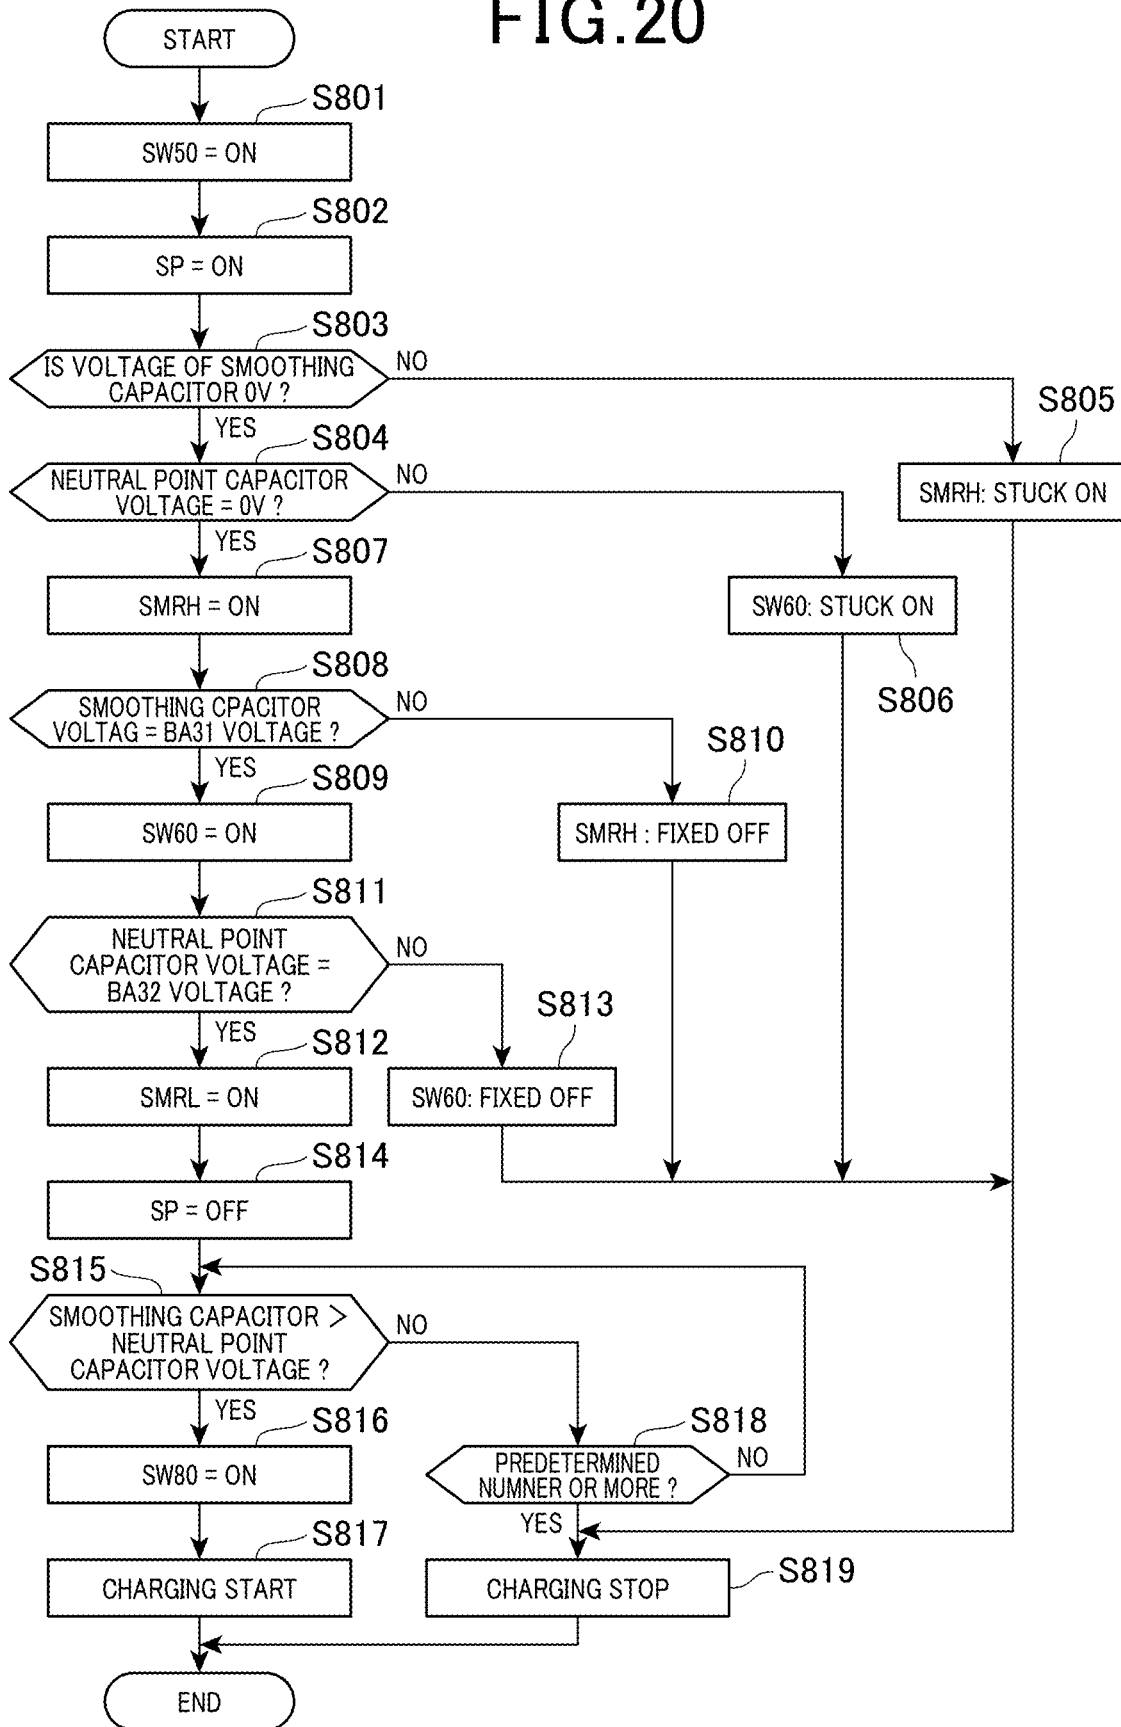 FIG.20
START
S801
SW50 = ON
S802
SP = ON
S803
IS VOLTAGE OF SMOOTHING
CAPACITOR 0V ?
NO
YES
S804
NEUTRAL POINT CAPACITOR
VOLTAGE = 0V ?
NO
YES
S805
SMRH: STUCK ON
S807
SMRH = ON
SW60: STUCK ON
S806
S808
SMOOTHING CPACITOR
VOLTAG = BA31 VOLTAGE ?
NO
YES
S809
SW60 = ON
S810
SMRH : FIXED OFF
S811
NEUTRAL POINT
CAPACITOR VOLTAGE =
BA32 VOLTAGE ?
NO
YES
S812
SMRL = ON
S813
SW60: FIXED OFF
S814
SP = OFF
S815
SMOOTHING CAPACITOR >
NEUTRAL POINT
CAPACITOR VOLTAGE ?
NO
YES
S816
SW80 = ON
S818
PREDETERMINED
NUMNER OR MORE ?
NO
YES
S817
CHARGING START
CHARGING STOP
S819
END